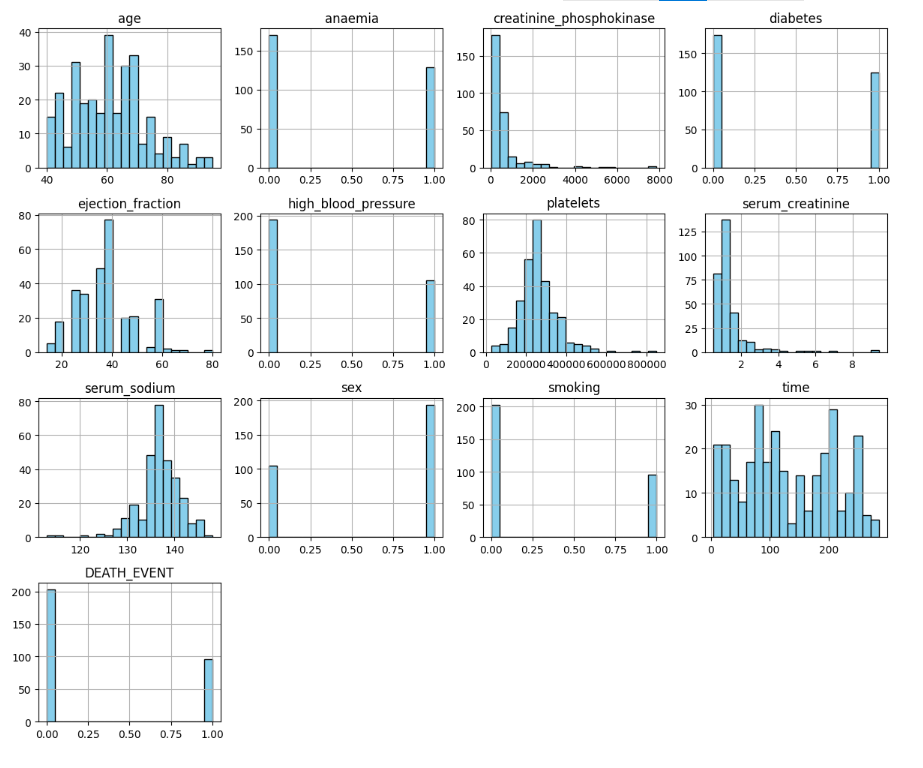 age
anaemia
creatinine_phosphokinase
diabetes
40
30
20
10
0
40 60 80
150
100
50
0
0.00 0.25 0.50 0.75 1.00
150
100
50
0
0 2000 4000 6000 8000
150
100
50
0
0.00 0.25 0.50 0.75 1.00
ejection_fraction
high_blood_pressure
platelets
serum_creatinine
80
60
40
20
0
20 40 60 80
200
150
100
50
0
0.00 0.25 0.50 0.75 1.00
80
60
40
20
0
0 200000 400000 600000 800000
125
100
75
50
25
0
2 4 6 8
serum_sodium
sex
smoking
time
80
60
40
20
0
120 130 140
200
150
100
50
0
0.00 0.25 0.50 0.75 1.00
200
150
100
50
0
0.00 0.25 0.50 0.75 1.00
30
20
10
0
0 100 200
DEATH_EVENT
200
150
100
50
0
0.00 0.25 0.50 0.75 1.00